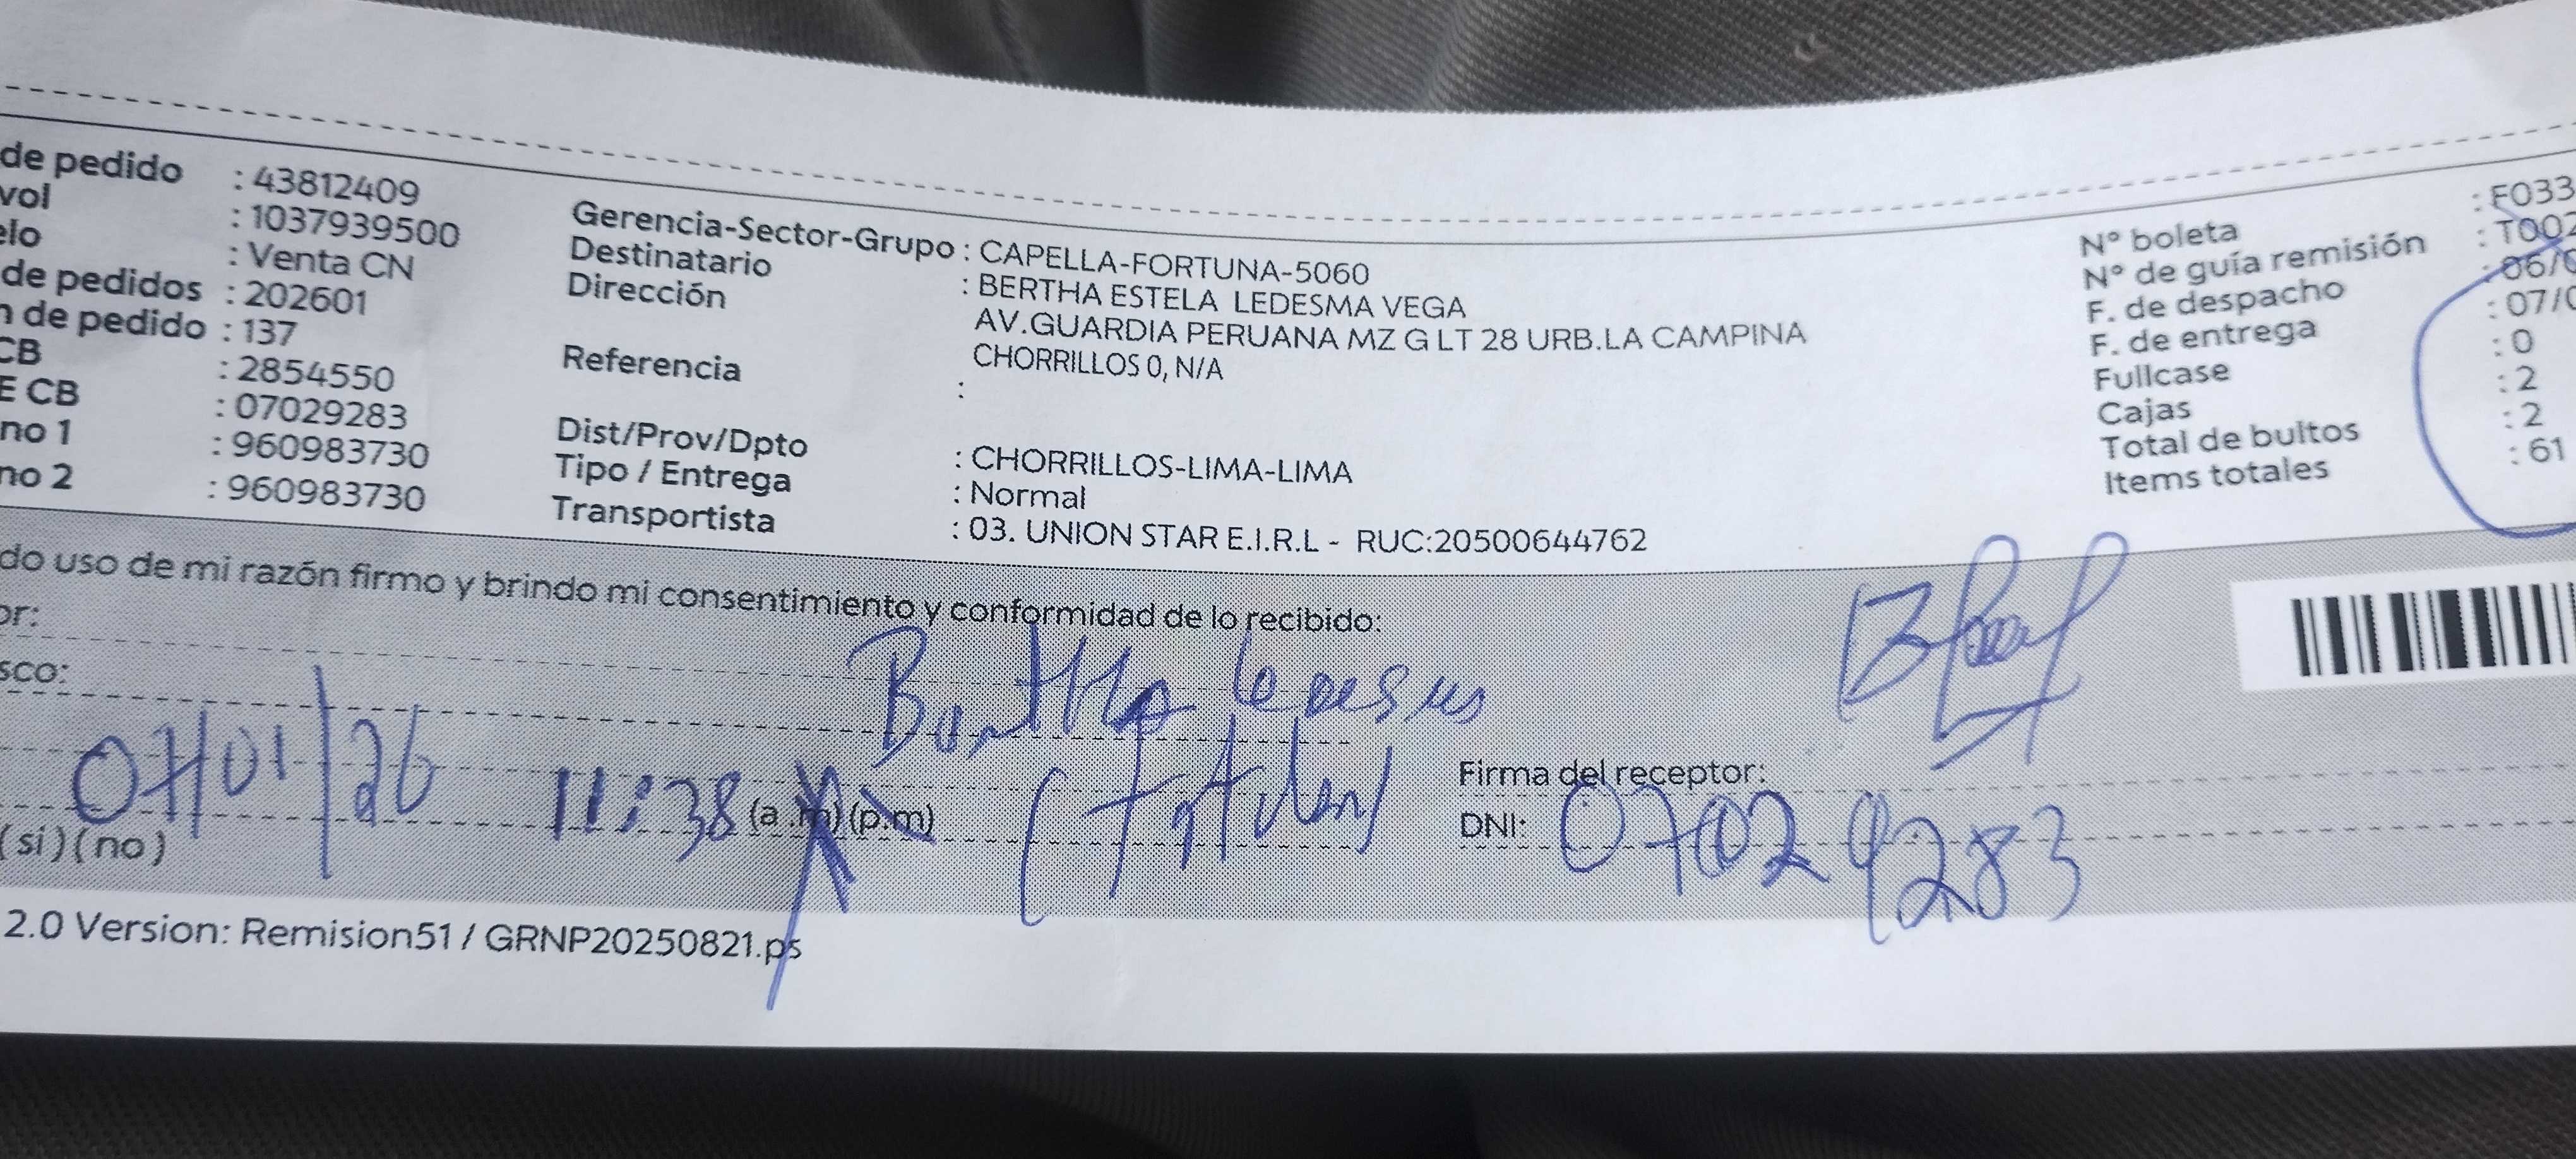 de pedido : 43812409
vol : 1037939500
elo : Venta CN
de pedidos : 202601
n de pedido : 137
CB : 2854550
E CB : 07029283
no 1 : 960983730
no 2 : 960983730
Gerencia-Sector-Grupo : CAPELLA-FORTUNA-5060
Destinatario : BERTHA ESTELA LEDESMA VEGA
Dirección AV.GUARDIA PERUANA MZ G LT 28 URB.LA CAMPINA
CHORRILLOS 0, N/A
Referencia :
Dist/Prov/Dpto : CHORRILLOS-LIMA-LIMA
Tipo / Entrega : Normal
Transportista : 03. UNION STAR E.I.R.L - RUC:20500644762
Nº boleta : F033
Nº de guía remisión : T002
F. de despacho : 06/0
F. de entrega : 07/0
Fullcase : 0
Cajas : 2
Total de bultos : 2
Items totales : 61
do uso de mi razón firmo y brindo mi consentimiento y conformidad de lo recibido:
or:
sco:
Bertha
07/01/26 11:38 (a.m) (p.m)
Firma del receptor:
DNI: 07029283
(si) (no)
2.0 Version: Remision51 / GRNP20250821.ps